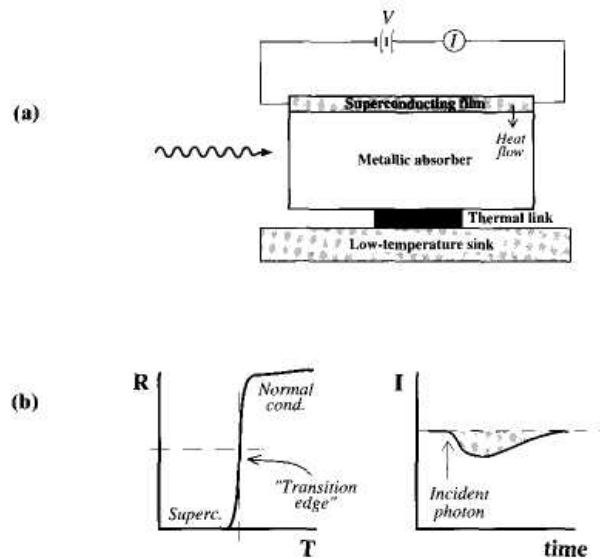 V
I
(a)
Superconducting film
Heat
flow
Metallic absorber
Thermal link
Low-temperature sink
(b)
R
Normal
cond.
"Transition
edge"
Superc.
T
I
Incident
photon
time